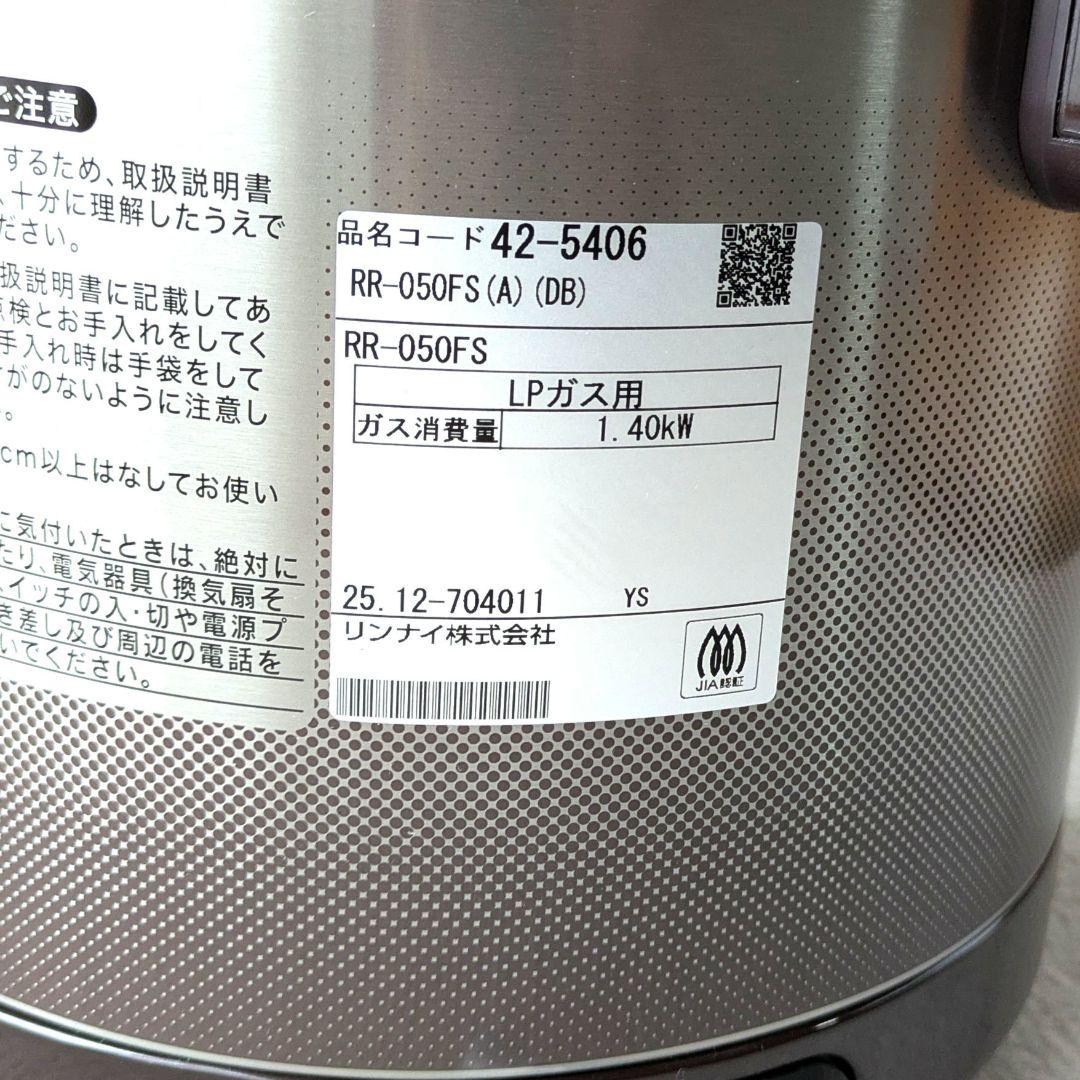 ご注意
するため、取扱説明書
、十分に理解したうえで
ださい。
扱説明書に記載してあ
点検とお手入れをしてく
手入れ時は手袋をして
がのないように注意し
。
cm以上はなしてお使い
に気付いたときは、絶対に
たり、電気器具(換気扇そ
スイッチの入・切や電源プ
き差し及び周辺の電話を
いでください。
品名コード 42-5406
RR-050FS(A)(DB)
RR-050FS
LPガス用
ガス消費量 1.40kW
25.12-704011 YS
リンナイ株式会社
JIA